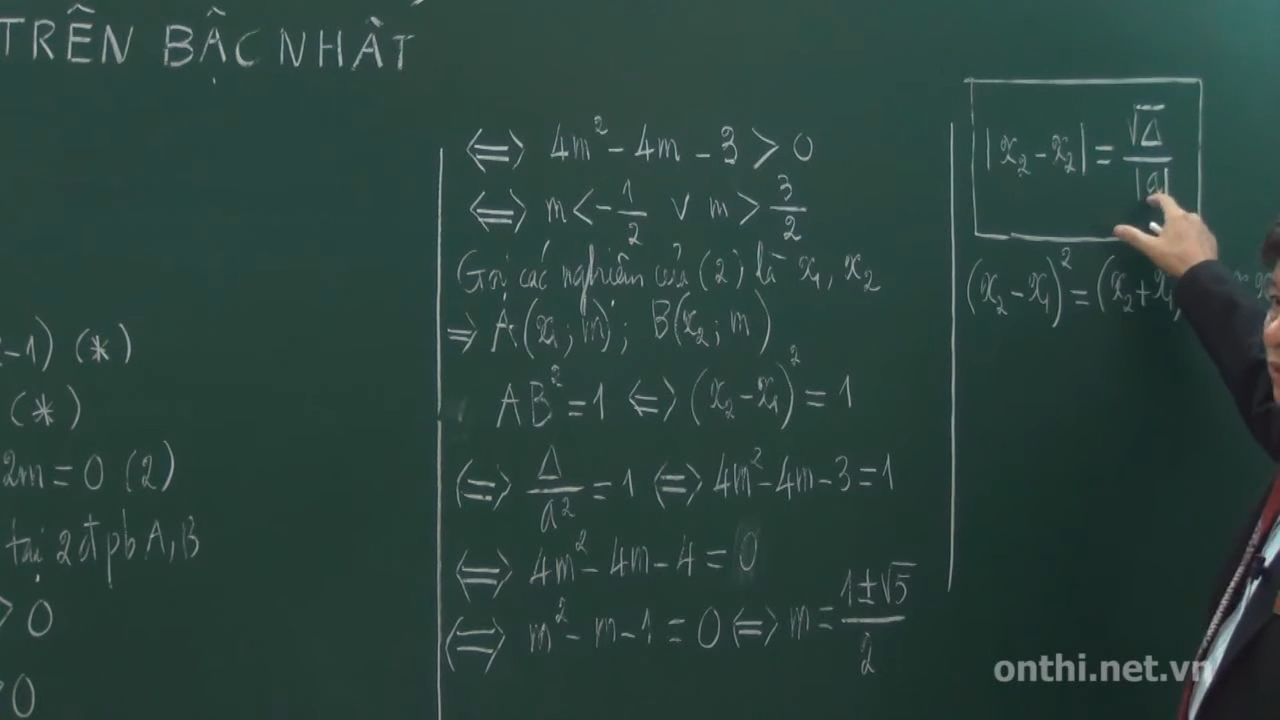 TRÊN BẬC NHẤT
-1) (*)
(*)
2m = 0 (2)
tại 2 đ pb A, B
> 0
> 0
⇔ 4m² - 4m - 3 > 0
⇔ m < -1/2 ∨ m > 3/2
Gọi các nghiệm của (2) là x₁, x₂
⇒ A(x₁; m); B(x₂; m)
AB² = 1 ⇔ (x₂ - x₁)² = 1
⇔ Δ/a² = 1 ⇔ 4m² - 4m - 3 = 1
⇔ 4m² - 4m - 4 = 0
⇔ m² - m - 1 = 0 ⇔ m = (1 ± √5)/2
|x₂ - x₂| = √Δ/|a|
(x₂ - x₁)² = (x₂ + x₁
onthi.net.vn